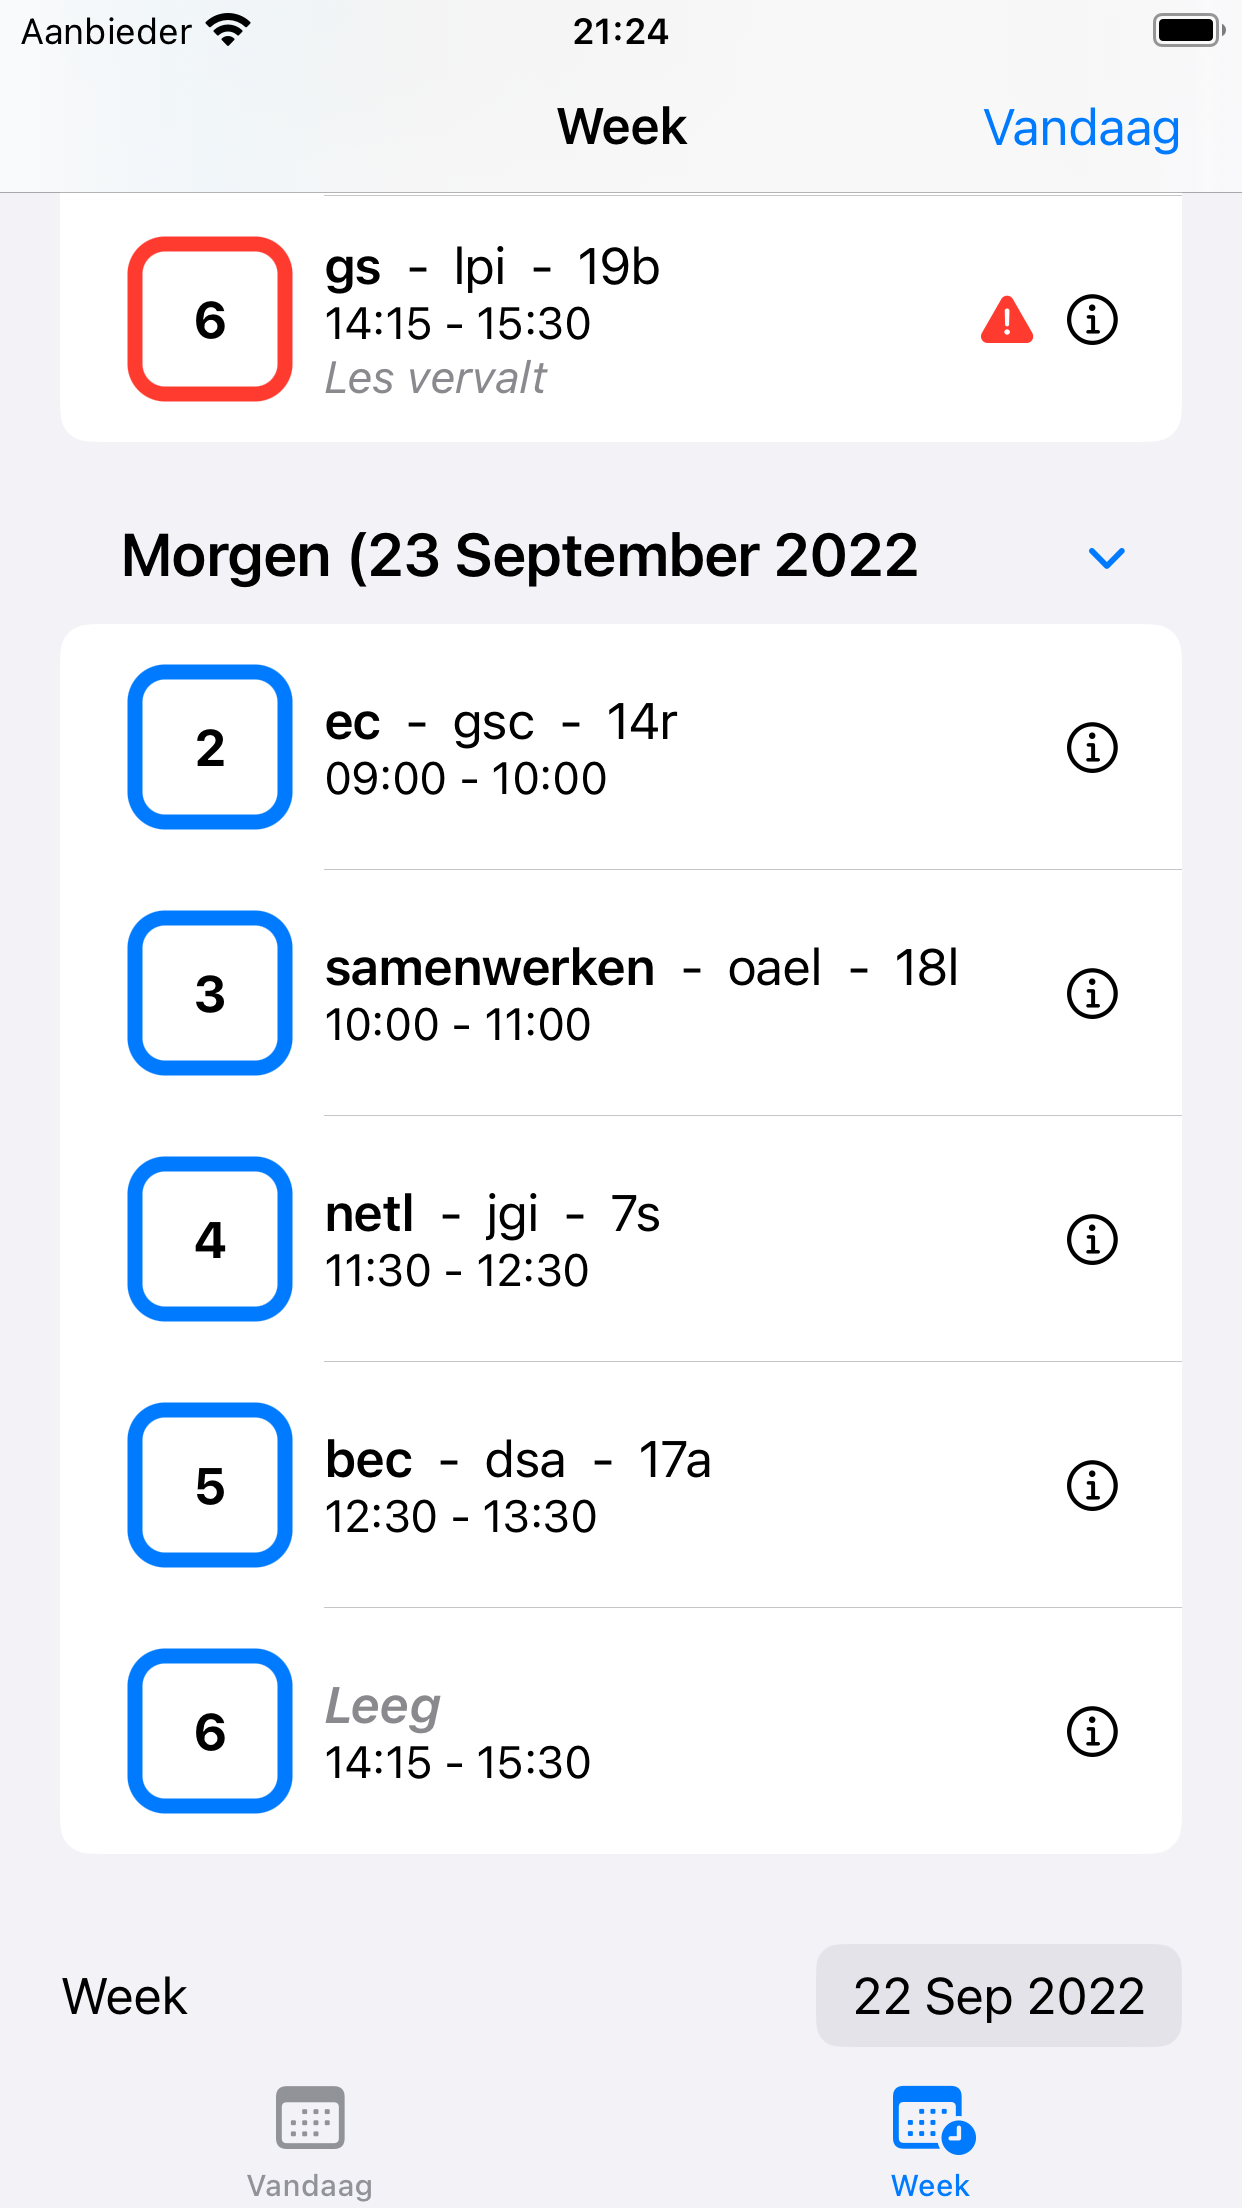 Aanbieder 21:24
Week Vandaag
6 gs - lpi - 19b
14:15 - 15:30
Les vervalt
Morgen (23 September 2022
2 ec - gsc - 14r
09:00 - 10:00
3 samenwerken - oael - 18l
10:00 - 11:00
4 netl - jgi - 7s
11:30 - 12:30
5 bec - dsa - 17a
12:30 - 13:30
6 Leeg
14:15 - 15:30
Week 22 Sep 2022
Vandaag Week